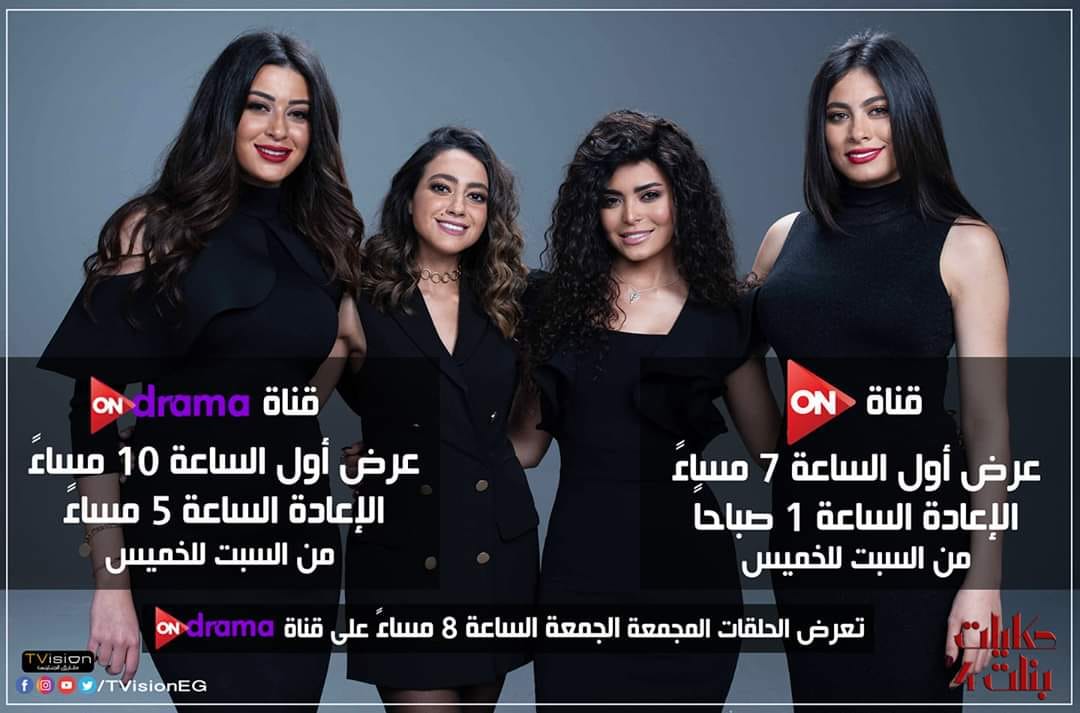 قناة ON
عرض أول الساعة 7 مساءً
الإعادة الساعة 1 صباحاً
من السبت للخميس
قناة ON drama
عرض أول الساعة 10 مساءً
الإعادة الساعة 5 مساءً
من السبت للخميس
تعرض الحلقات المجمعة الجمعة الساعة 8 مساءً على قناة ON drama
حكايات
بنات
TVision
/TVisionEG